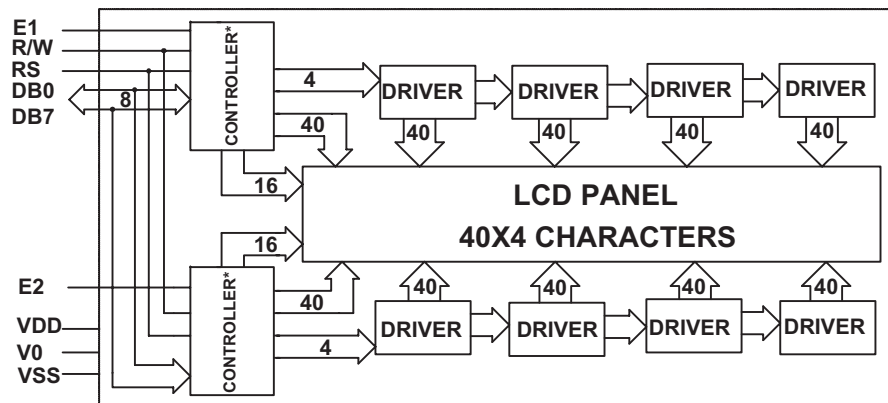 E1
R/W
RS
DB0
8
DB7
CONTROLLER*
4
DRIVER DRIVER DRIVER DRIVER
40
40 40 40 40
16
LCD PANEL
40X4 CHARACTERS
16
E2
CONTROLLER*
40
40 40 40 40
DRIVER DRIVER DRIVER DRIVER
4
VDD
V0
VSS